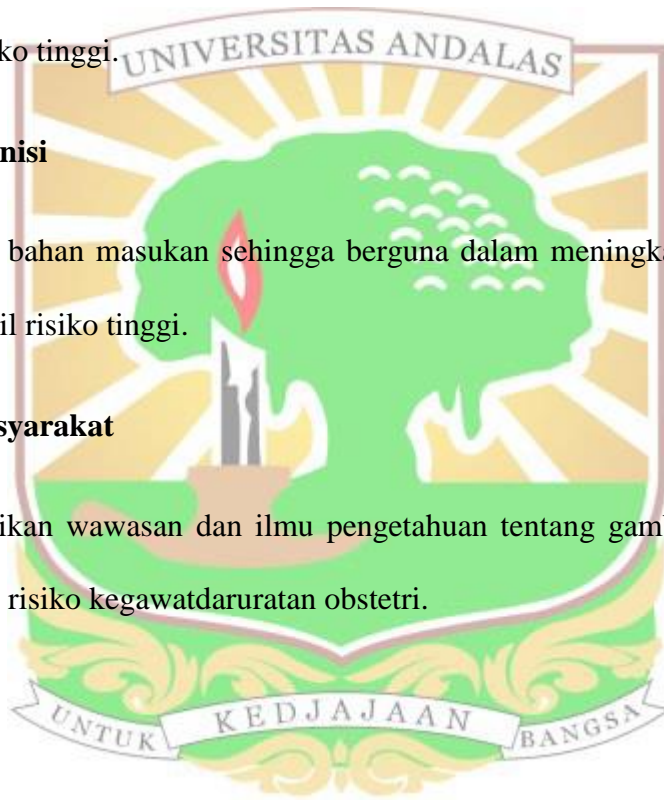 ko tinggi.
UNIVERSITAS ANDALAS
nisi
bahan masukan sehingga berguna dalam meningka
il risiko tinggi.
syarakat
ikan wawasan dan ilmu pengetahuan tentang gamb
risiko kegawatdaruratan obstetri.
UNTUK KEDJAJAAN BANGSA